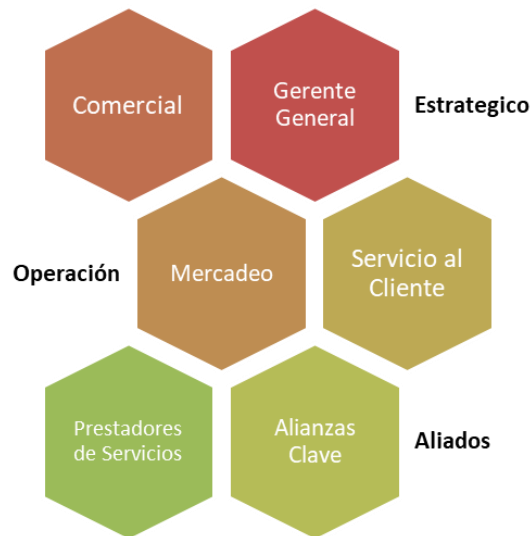 Comercial
Gerente
General
Estrategico
Operación
Mercadeo
Servicio al
Cliente
Prestadores
de Servicios
Alianzas
Clave
Aliados